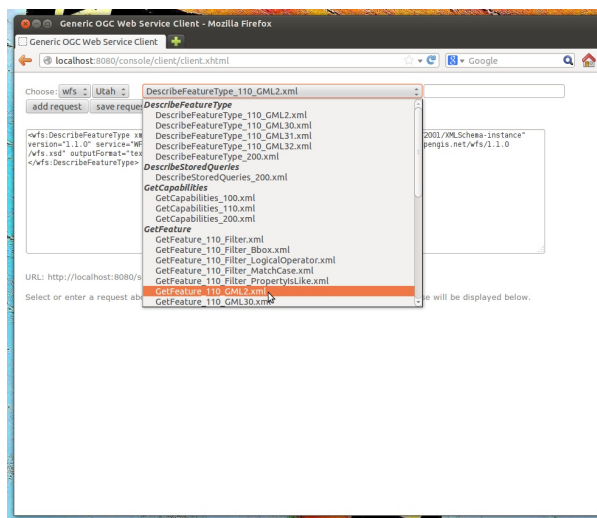 Generic OGC Web Service Client - Mozilla Firefox
Generic OGC Web Service Client
localhost:8080/console/client/client.xhtml
Google
Choose: wfs Utah DescribeFeatureType_110_GML2.xml
add request save reques
DescribeFeatureType
DescribeFeatureType_110_GML2.xml
DescribeFeatureType_110_GML30.xml
DescribeFeatureType_110_GML31.xml
DescribeFeatureType_110_GML32.xml
DescribeFeatureType_200.xml
DescribeStoredQueries
DescribeStoredQueries_200.xml
GetCapabilities
GetCapabilities_100.xml
GetCapabilities_110.xml
GetCapabilities_200.xml
GetFeature
GetFeature_110_Filter.xml
GetFeature_110_Filter_Bbox.xml
GetFeature_110_Filter_LogicalOperator.xml
GetFeature_110_Filter_MatchCase.xml
GetFeature_110_Filter_PropertyIsLike.xml
GetFeature_110_GML2.xml
GetFeature_110_GML30.xml
<wfs:DescribeFeatureType xm 2001/XMLSchema-instance"
version="1.1.0" service="WF pengis.net/wfs/1.1.0
/wfs.xsd" outputFormat="tex
</wfs:DescribeFeatureType>
URL: http://localhost:8080/s
Select or enter a request abo se will be displayed below.